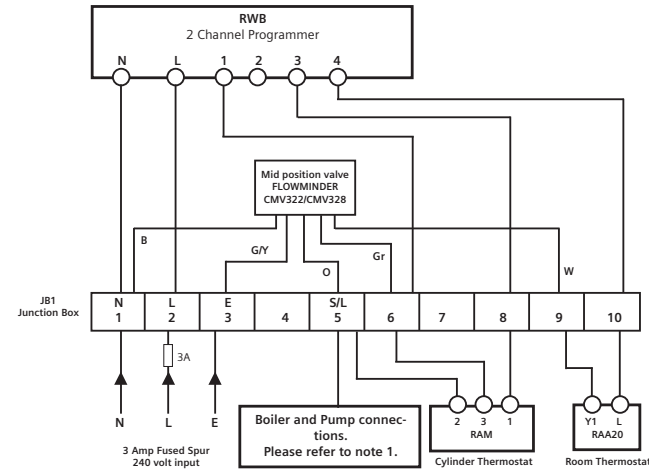 RWB
2 Channel Programmer
N L 1 2 3 4
Mid position valve
FLOWMINDER
CMV322/CMV328
B
G/Y
O
Gr
W
JB1
Junction Box
N L E S/L
1 2 3 4 5 6 7 8 9 10
3A
N L E
3 Amp Fused Spur
240 volt input
Boiler and Pump connec-
tions.
Please refer to note 1.
2 3 1
RAM
Cylinder Thermostat
Y1 L
RAA20
Room Thermostat